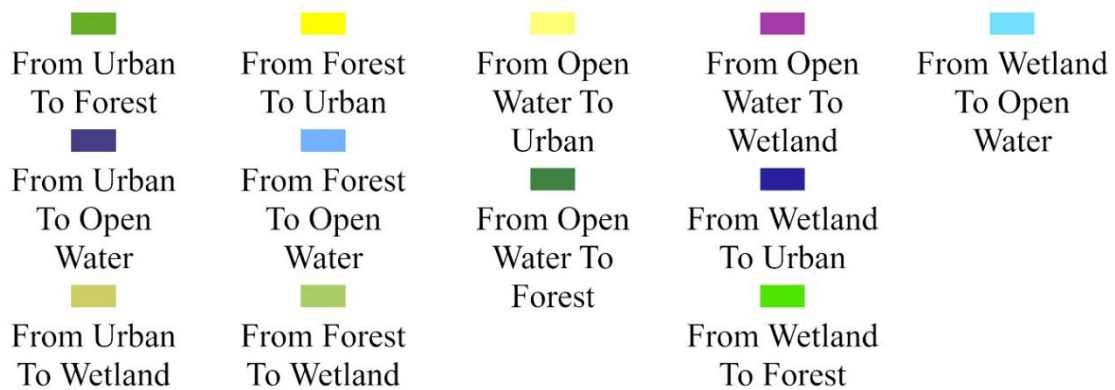 From Urban
To Forest
From Urban
To Open
Water
From Urban
To Wetland
From Forest
To Urban
From Forest
To Open
Water
From Forest
To Wetland
From Open
Water To
Urban
From Open
Water To
Forest
From Open
Water To
Wetland
From Wetland
To Urban
From Wetland
To Forest
From Wetland
To Open
Water